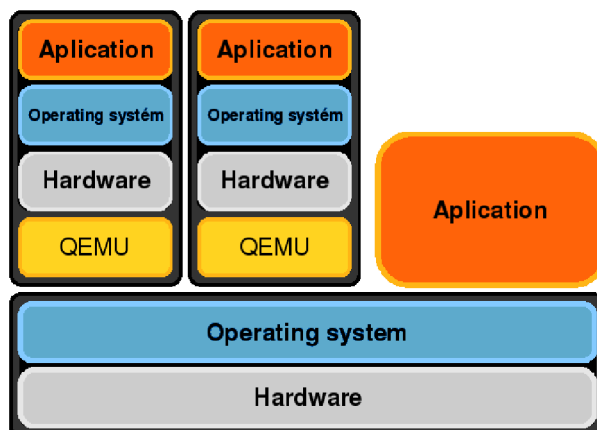 Aplication
Operating systém
Hardware
QEMU
Aplication
Operating systém
Hardware
QEMU
Aplication
Operating system
Hardware